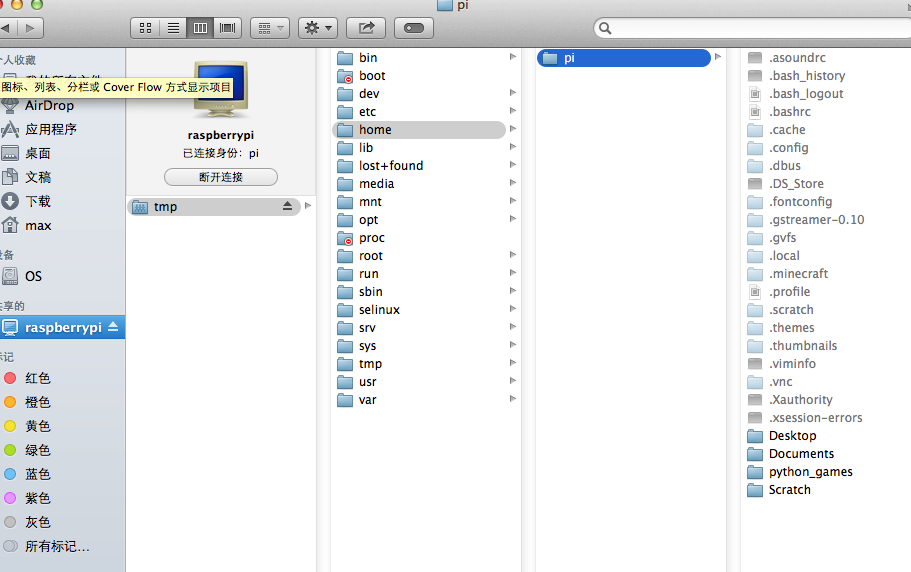 pi
个人收藏
我的所有文件
图标、列表、分栏或 Cover Flow 方式显示项目
AirDrop
应用程序
桌面
文稿
下载
max
设备
OS
共享的
raspberrypi
标记
红色
橙色
黄色
绿色
蓝色
紫色
灰色
所有标记…
raspberrypi
已连接身份：pi
断开连接
tmp
bin
boot
dev
etc
home
lib
lost+found
media
mnt
opt
proc
root
run
sbin
selinux
srv
sys
tmp
usr
var
pi
.asoundrc
.bash_history
.bash_logout
.bashrc
.cache
.config
.dbus
.DS_Store
.fontconfig
.gstreamer-0.10
.gvfs
.local
.minecraft
.profile
.scratch
.themes
.thumbnails
.viminfo
.vnc
.Xauthority
.xsession-errors
Desktop
Documents
python_games
Scratch